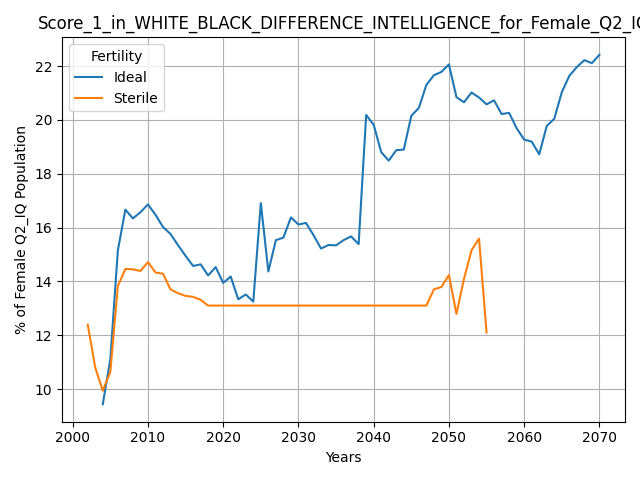 Score_1_in_WHITE_BLACK_DIFFERENCE_INTELLIGENCE_for_Female_Q2_IQ
Fertility
Ideal
Sterile
22
20
18
16
14
12
10
% of Female Q2_IQ Population
2000 2010 2020 2030 2040 2050 2060 2070
Years